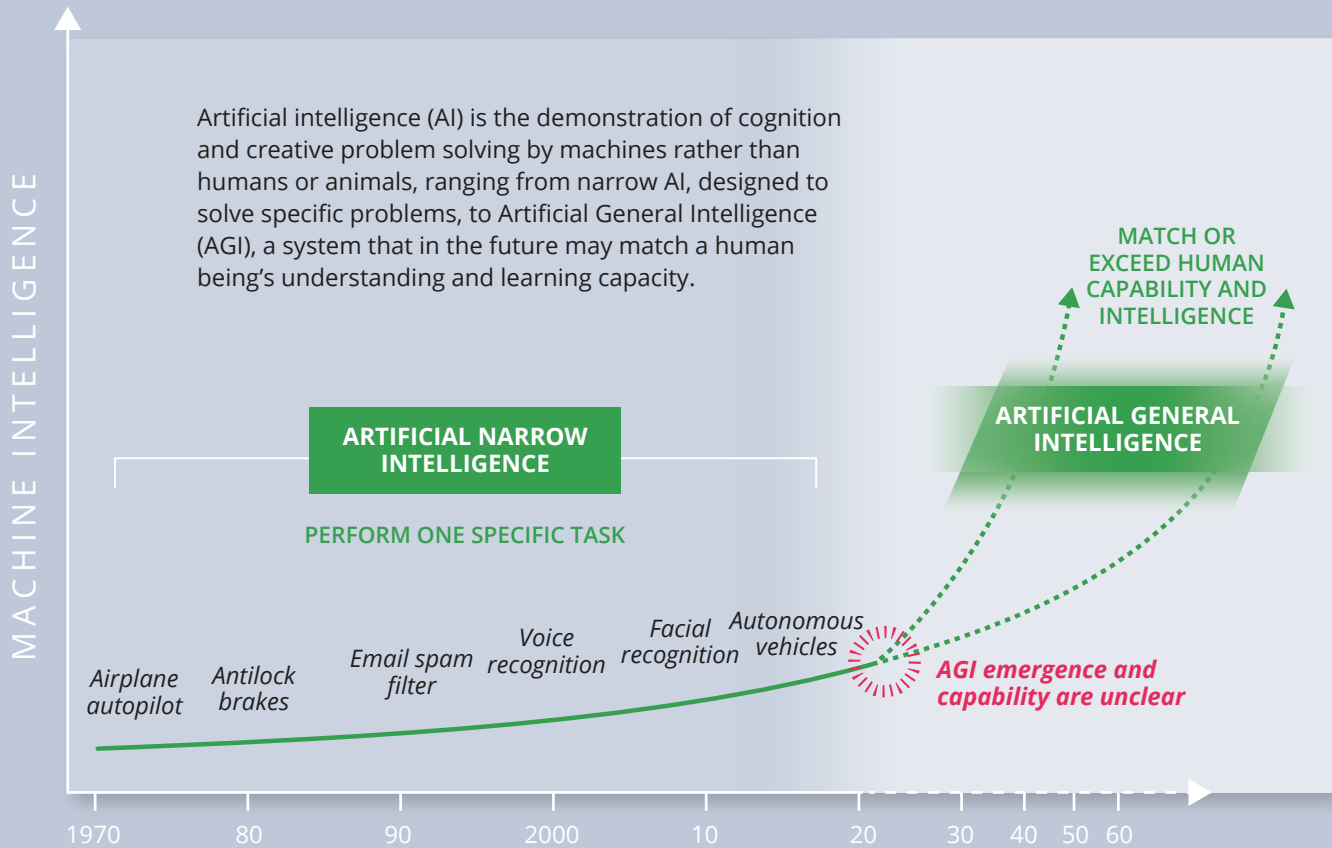 MACHINE INTELLIGENCE
Artificial intelligence (AI) is the demonstration of cognition
and creative problem solving by machines rather than
humans or animals, ranging from narrow AI, designed to
solve specific problems, to Artificial General Intelligence
(AGI), a system that in the future may match a human
being’s understanding and learning capacity.
MATCH OR
EXCEED HUMAN
CAPABILITY AND
INTELLIGENCE
ARTIFICIAL NARROW
INTELLIGENCE
PERFORM ONE SPECIFIC TASK
ARTIFICIAL GENERAL
INTELLIGENCE
Airplane
autopilot
Antilock
brakes
Email spam
filter
Voice
recognition
Facial
recognition
Autonomous
vehicles
AGI emergence and
capability are unclear
1970 80 90 2000 10 20 30 40 50 60